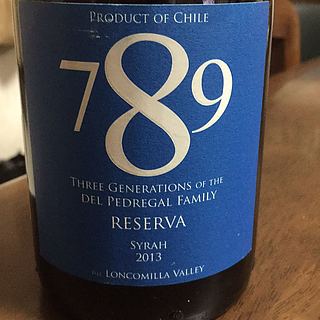 PRODUCT OF CHILE
789
THREE GENERATIONS OF THE
DEL PEDREGAL FAMILY
RESERVA
SYRAH
2013
LONCOMILLA VALLEY